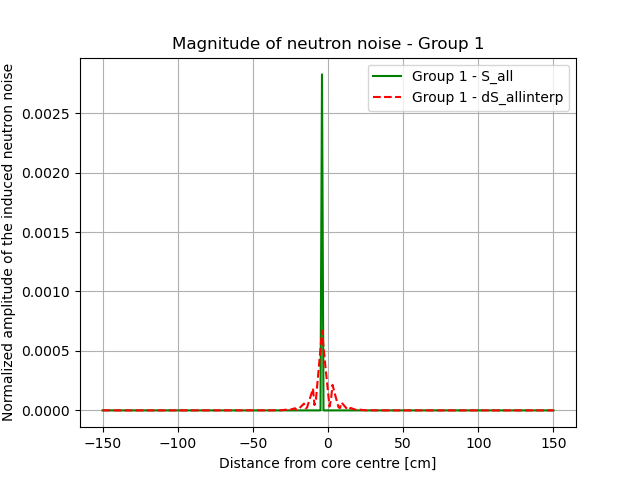 Magnitude of neutron noise - Group 1
Normalized amplitude of the induced neutron noise
Group 1 - S_all
Group 1 - dS_allinterp
0.0025
0.0020
0.0015
0.0010
0.0005
0.0000
−150 −100 −50 0 50 100 150
Distance from core centre [cm]